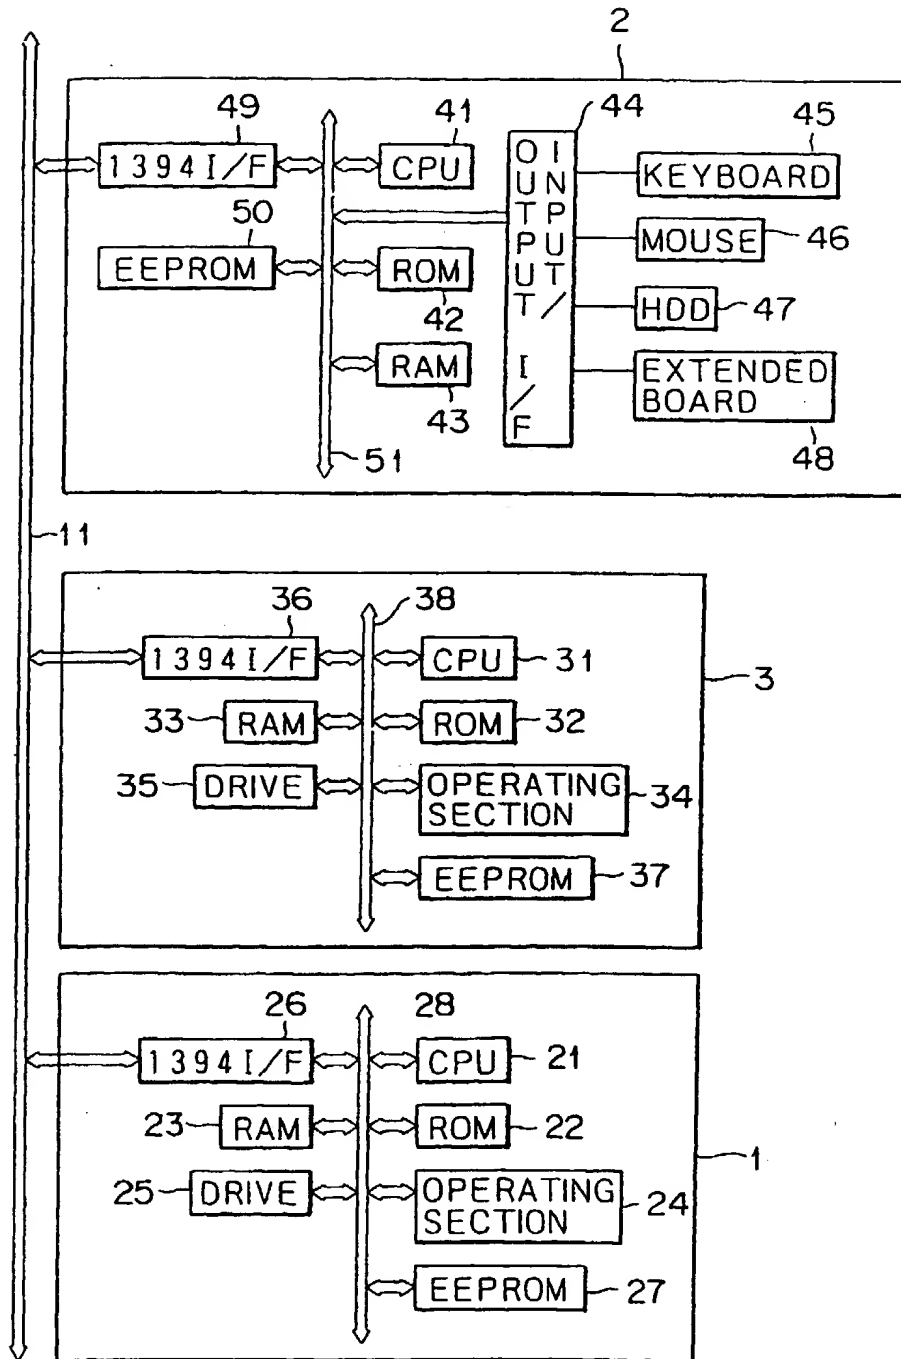 2
49
41
44
45
1394I/F
CPU
INPUT/
OUTPUT I/F
KEYBOARD
50
MOUSE
46
EEPROM
ROM
42
HDD
47
RAM
43
EXTENDED
BOARD
48
51
11
36
38
1394I/F
CPU
31
3
33
RAM
ROM
32
35
DRIVE
OPERATING
SECTION
34
EEPROM
37
26
28
1394I/F
CPU
21
23
RAM
ROM
22
1
25
DRIVE
OPERATING
SECTION
24
EEPROM
27